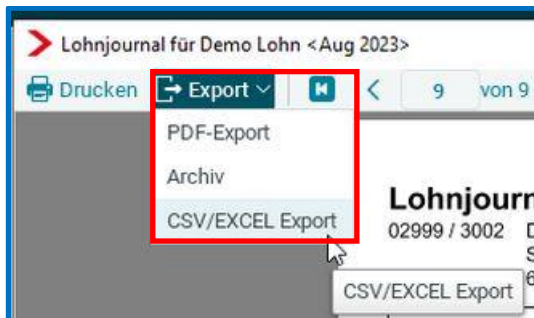 Lohnjournal für Demo Lohn <Aug 2023>
Drucken Export 9 von 9
PDF-Export
Archiv
CSV/EXCEL Export
Lohnjourn
02999 / 3002 D
S
6
CSV/EXCEL Export